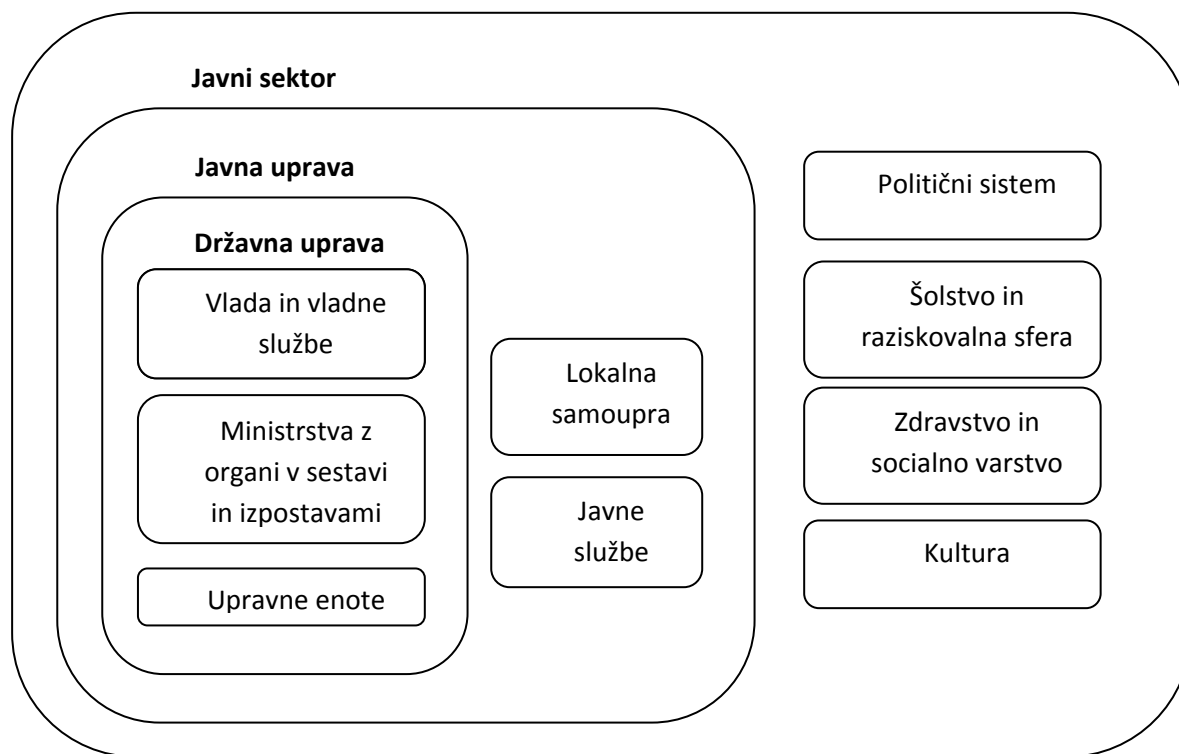 Javni sektor
Javna uprava
Državna uprava
Vlada in vladne
službe
Ministrstva z
organi v sestavi
in izpostavami
Upravne enote
Lokalna
samoupra
Javne
službe
Politični sistem
Šolstvo in
raziskovalna sfera
Zdravstvo in
socialno varstvo
Kultura